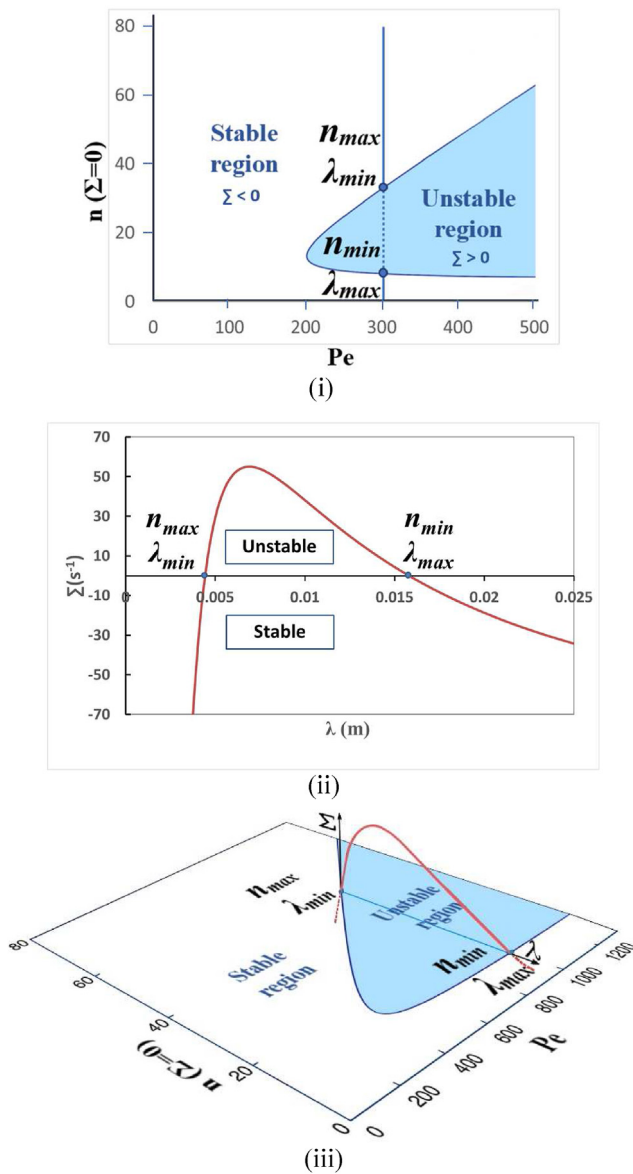 80
60
40
20
0
n (Σ=0)
Stable
region
Σ < 0
n_max
λ_min
Unstable
region
Σ > 0
n_min
λ_max
0
100
200
300
400
500
Pe
(i)
70
50
30
10
-10
-30
-50
-70
Σ(s⁻¹)
n_max
λ_min
Unstable
Stable
n_min
λ_max
0
0.005
0.01
0.015
0.02
0.025
λ (m)
(ii)
Σ
n_max
λ_min
Unstable
region
Stable
region
n_min
λ_max
λ
80
60
40
20
0
n (Σ=0)
0
200
400
600
800
1000
1200
Pe
(iii)